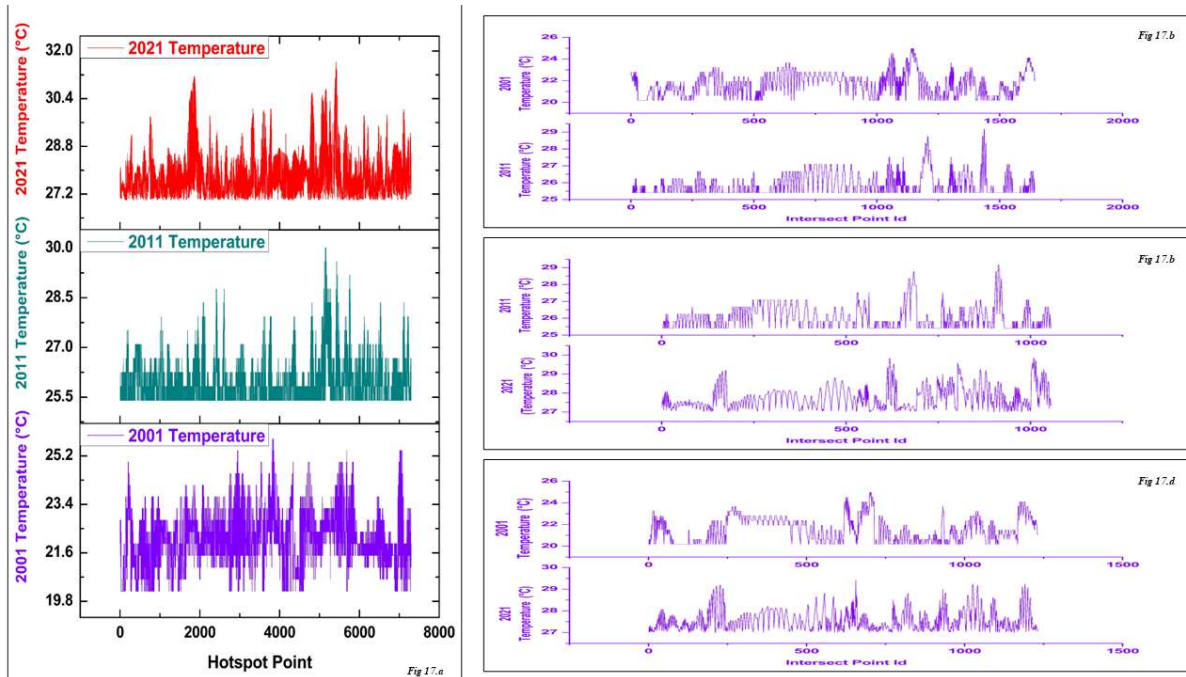 2021 Temperature (°C)
2021 Temperature
32.0
30.4
28.8
27.2
2011 Temperature (°C)
2011 Temperature
30.0
28.5
27.0
25.5
2001 Temperature (°C)
2001 Temperature
25.2
23.4
21.6
19.8
0 2000 4000 6000 8000
Hotspot Point
Fig 17.a
Fig 17.b
2001
Temperature (°C)
26
24
22
20
0 500 1000 1500 2000
2011
Temperature (°C)
29
28
27
26
25
0 500 1000 1500 2000
Intersect Point Id
Fig 17.b
2011
Temperature (°C)
29
28
27
26
25
0 500 1000
2021
(Temperature (°C)
30
29
28
27
0 500 1000
Intersect Point Id
Fig 17.d
2001
Temperature (°C)
26
24
22
20
0 500 1000 1500
2021
Temperature (°C)
30
29
28
27
0 500 1000 1500
Intersect Point Id